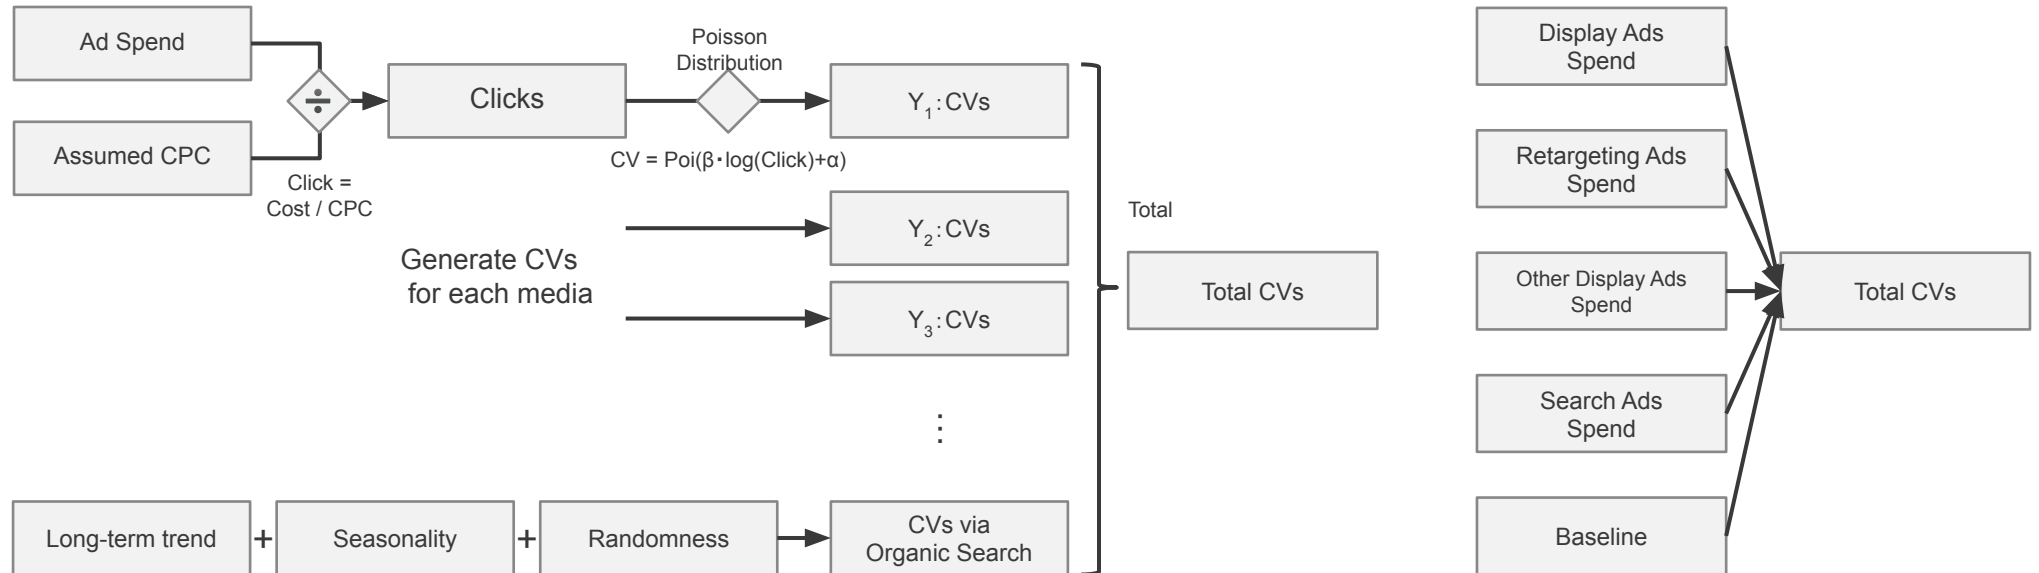 Ad Spend
Assumed CPC
÷
Click =
Cost / CPC
Clicks
Poisson
Distribution
CV = Poi(β・log(Click)+α)
Y1:CVs
Generate CVs
for each media
Y2:CVs
Y3:CVs
⋮
Long-term trend
+
Seasonality
+
Randomness
CVs via
Organic Search
Total
Total CVs
Display Ads
Spend
Retargeting Ads
Spend
Other Display Ads
Spend
Search Ads
Spend
Baseline
Total CVs